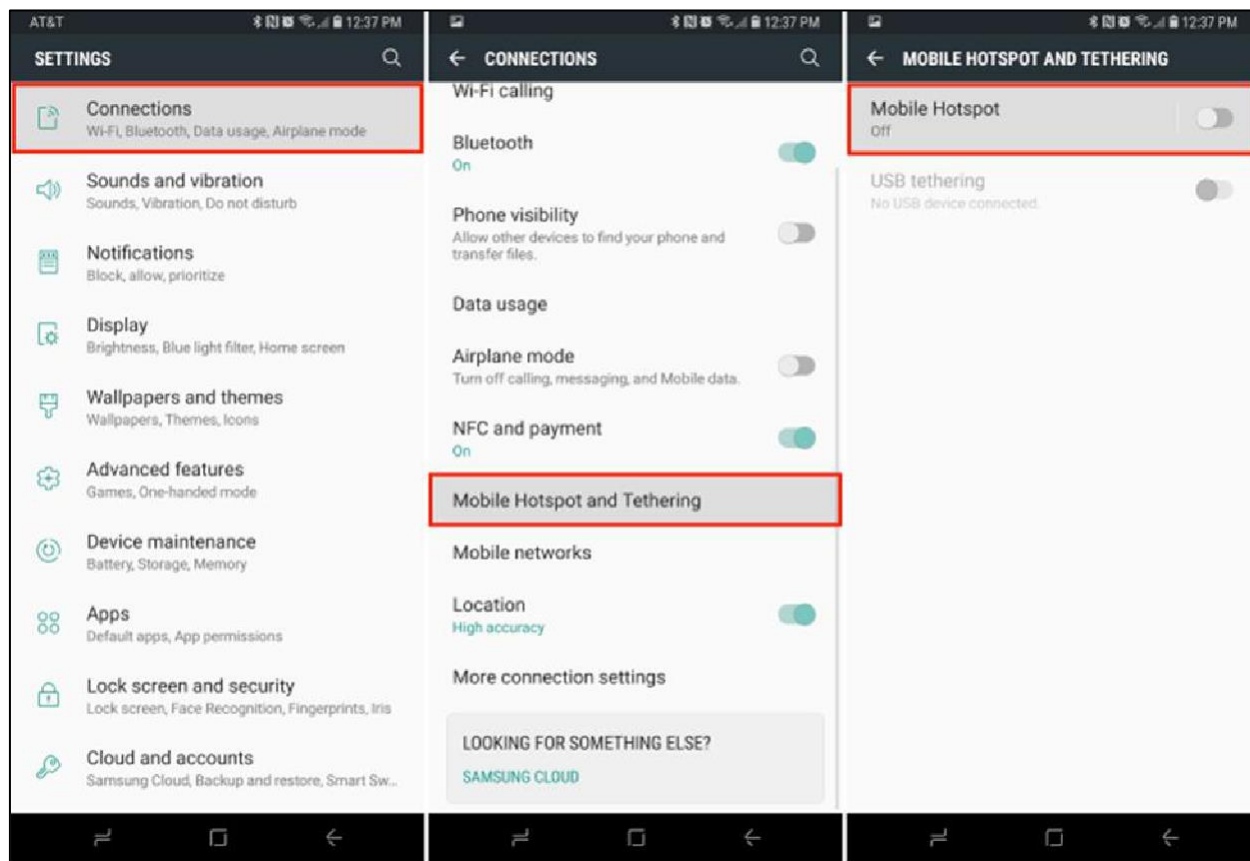 AT&T 12:37 PM
SETTINGS
Connections
Wi-Fi, Bluetooth, Data usage, Airplane mode
Sounds and vibration
Sounds, Vibration, Do not disturb
Notifications
Block, allow, prioritize
Display
Brightness, Blue light filter, Home screen
Wallpapers and themes
Wallpapers, Themes, Icons
Advanced features
Games, One-handed mode
Device maintenance
Battery, Storage, Memory
Apps
Default apps, App permissions
Lock screen and security
Lock screen, Face Recognition, Fingerprints, Iris
Cloud and accounts
Samsung Cloud, Backup and restore, Smart Sw...
12:37 PM
CONNECTIONS
Wi-Fi calling
Bluetooth
On
Phone visibility
Allow other devices to find your phone and
transfer files.
Data usage
Airplane mode
Turn off calling, messaging, and Mobile data.
NFC and payment
On
Mobile Hotspot and Tethering
Mobile networks
Location
High accuracy
More connection settings
LOOKING FOR SOMETHING ELSE?
SAMSUNG CLOUD
12:37 PM
MOBILE HOTSPOT AND TETHERING
Mobile Hotspot
Off
USB tethering
No USB device connected.